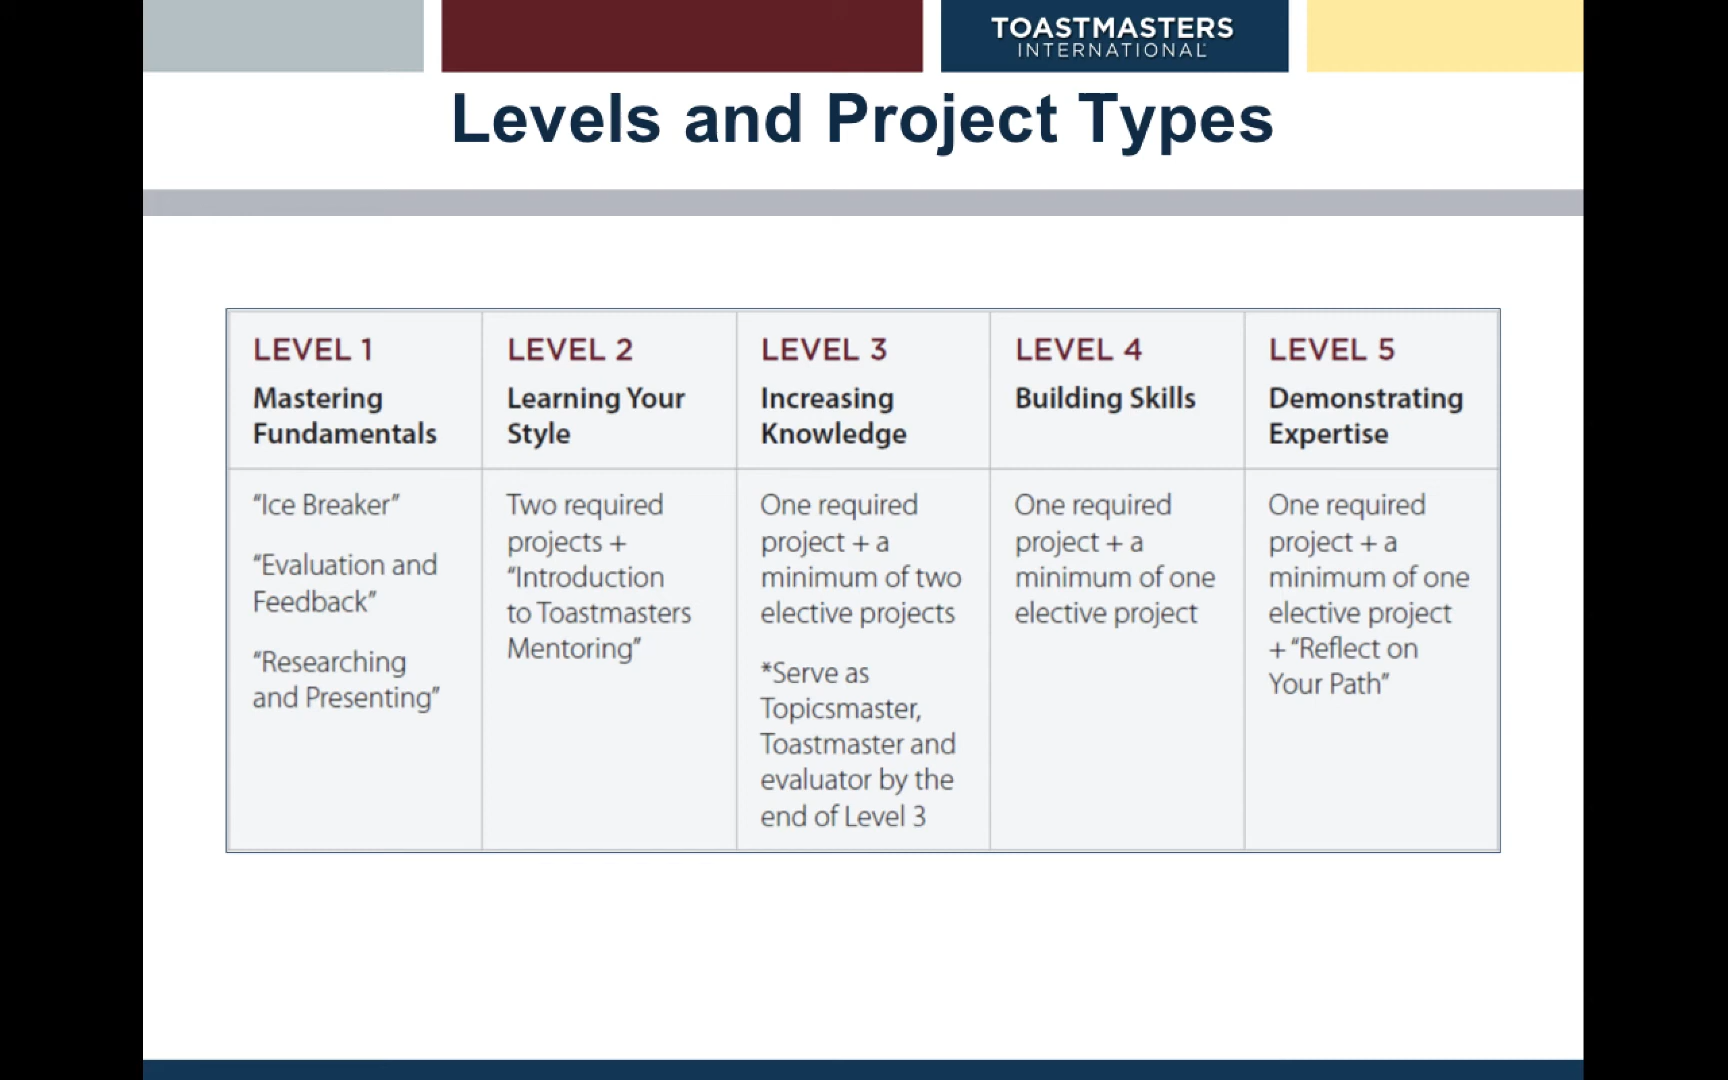 TOASTMASTERS
INTERNATIONAL
Levels and Project Types
LEVEL 1
Mastering
Fundamentals
“Ice Breaker”
“Evaluation and
Feedback”
“Researching
and Presenting”
LEVEL 2
Learning Your
Style
Two required
projects +
“Introduction
to Toastmasters
Mentoring”
LEVEL 3
Increasing
Knowledge
One required
project + a
minimum of two
elective projects
*Serve as
Topicsmaster,
Toastmaster and
evaluator by the
end of Level 3
LEVEL 4
Building Skills
One required
project + a
minimum of one
elective project
LEVEL 5
Demonstrating
Expertise
One required
project + a
minimum of one
elective project
+ “Reflect on
Your Path”